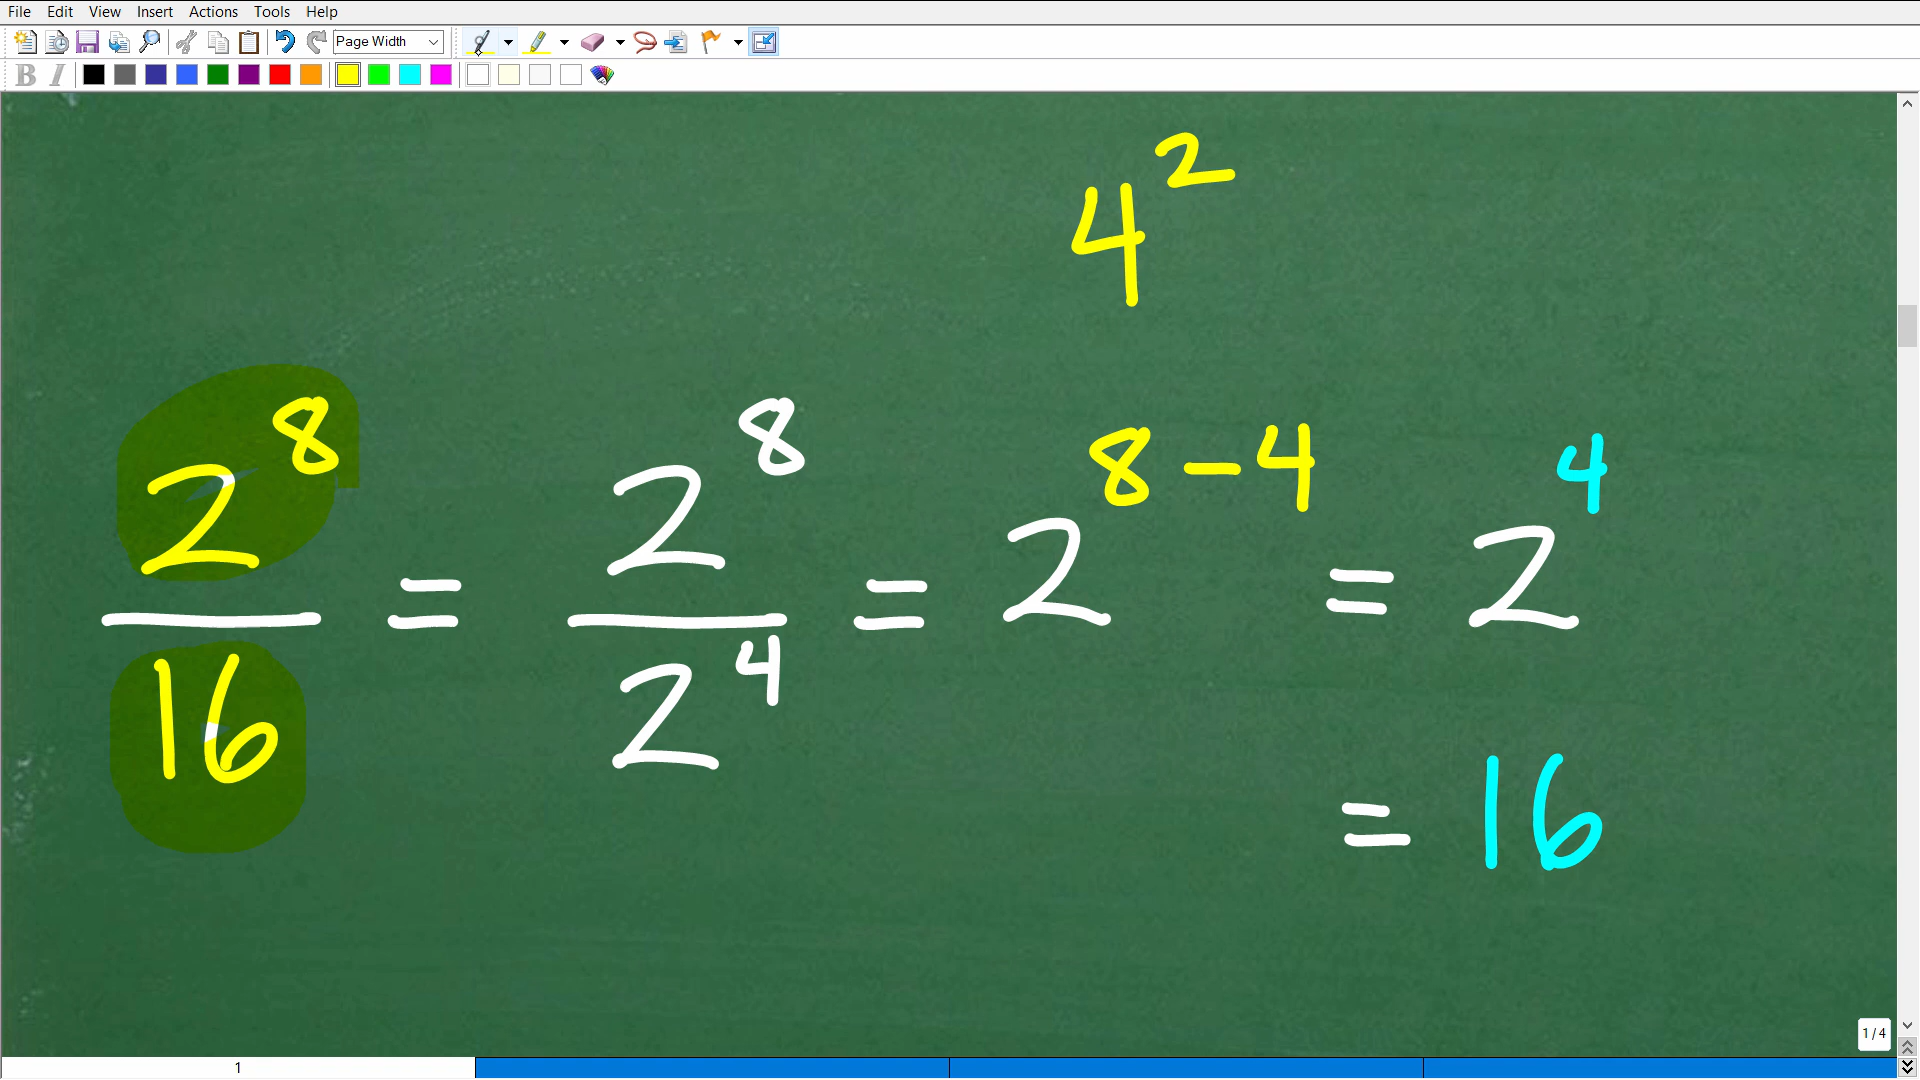 File Edit View Insert Actions Tools Help
Page Width
B I
4²
2⁸/16 = 2⁸/2⁴ = 2⁸⁻⁴ = 2⁴
= 16
1 / 4
1